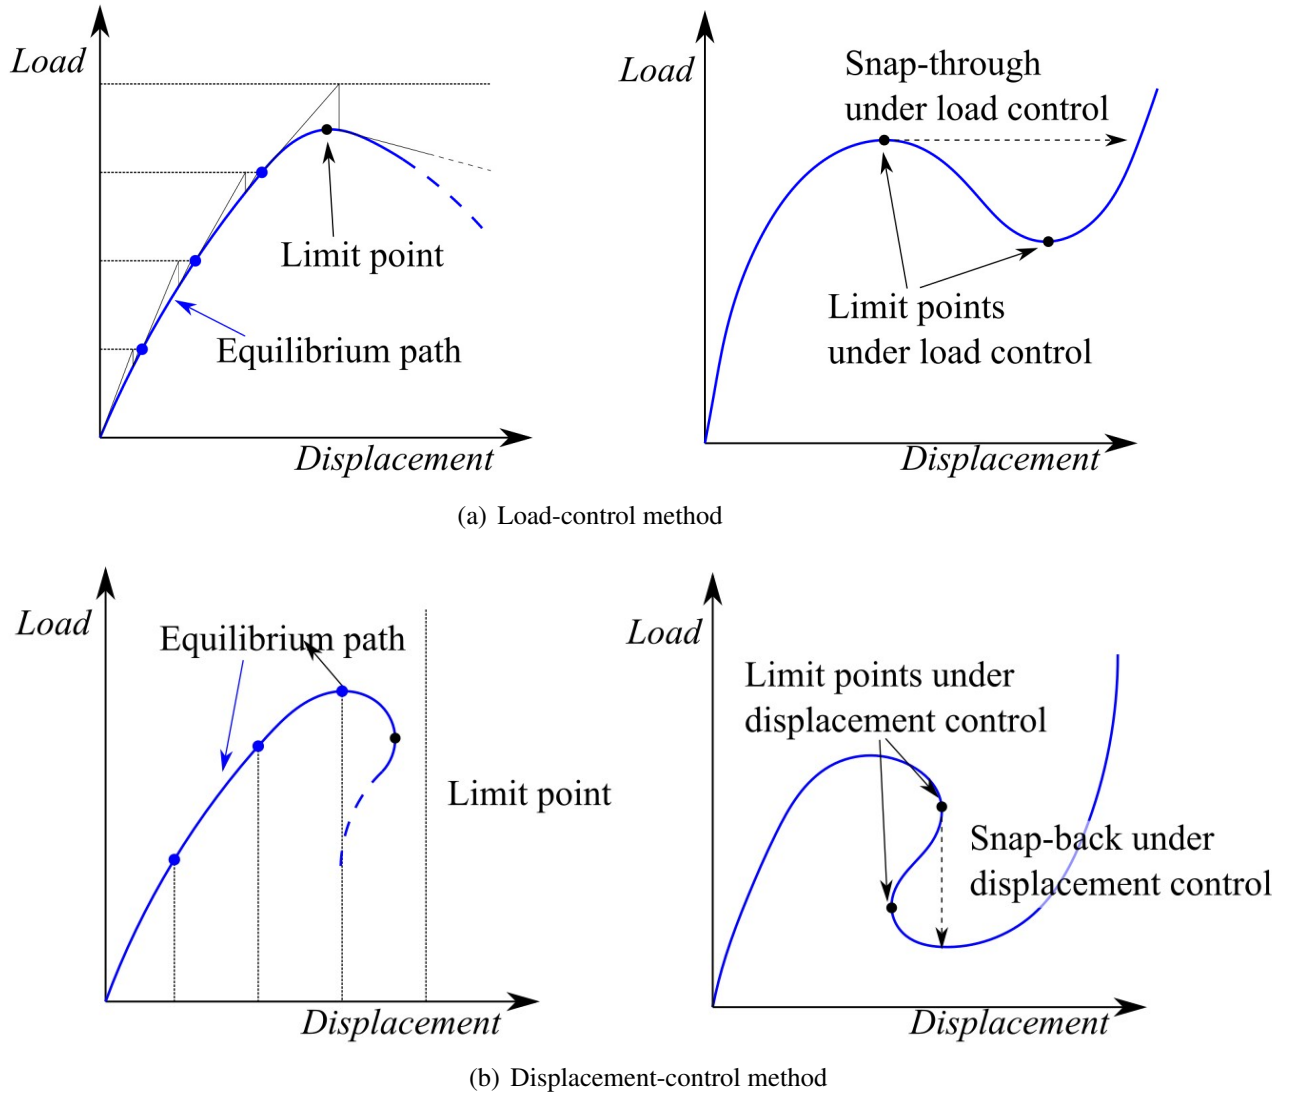 Load
Limit point
Equilibrium path
Displacement
Load
Snap-through
under load control
Limit points
under load control
Displacement
(a) Load-control method
Load
Equilibrium path
Limit point
Displacement
Load
Limit points under
displacement control
Snap-back under
displacement control
Displacement
(b) Displacement-control method